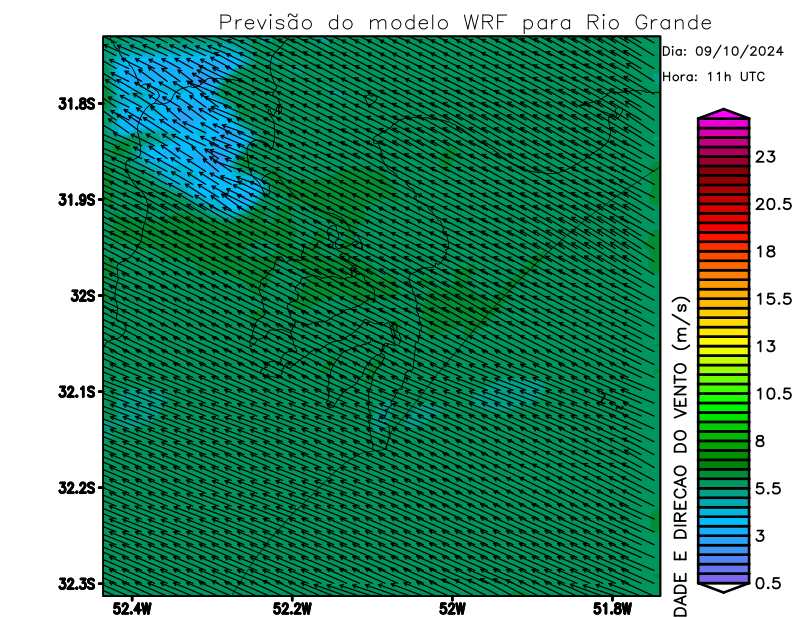 Previsão do modelo WRF para Rio Grande
Dia: 09/10/2024
Hora: 11h UTC
31.8S
31.9S
32S
32.1S
32.2S
32.3S
52.4W
52.2W
52W
51.8W
23
20.5
18
15.5
13
10.5
8
5.5
3
0.5
DADE E DIRECAO DO VENTO (m/s)